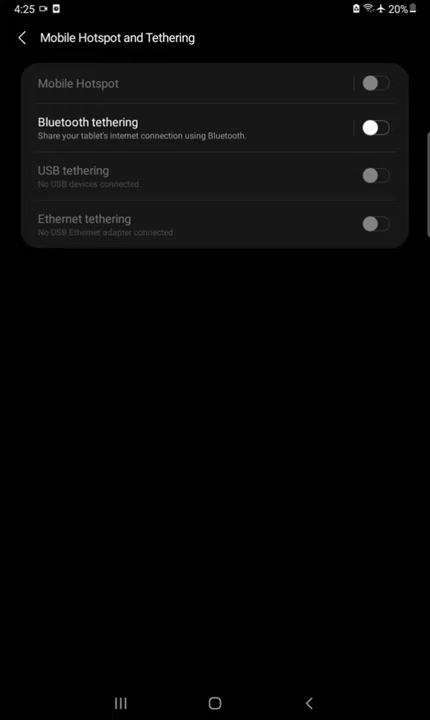 4:25
20%
Mobile Hotspot and Tethering
Mobile Hotspot
Bluetooth tethering
Share your tablet's internet connection using Bluetooth.
USB tethering
No USB devices connected.
Ethernet tethering
No USB Ethernet adapter connected